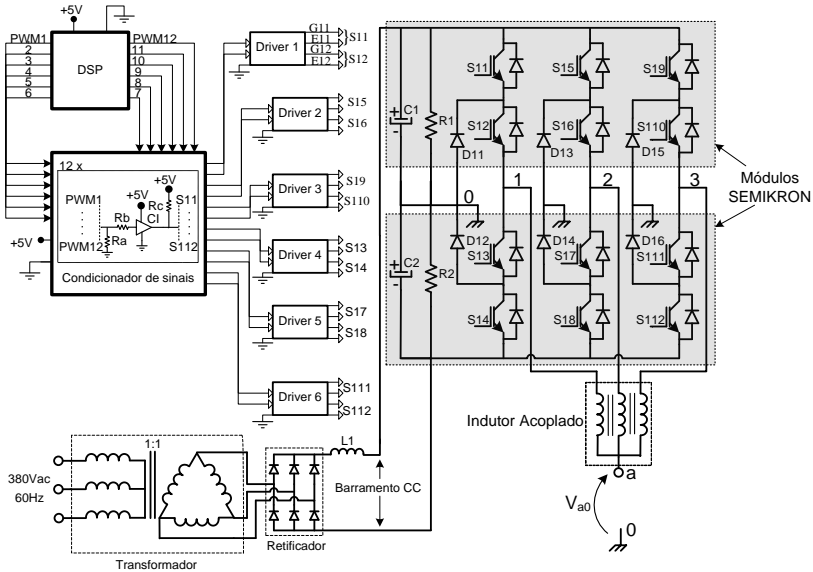 +5V
PWM1
2
3
4
5
6
DSP
PWM12
11
10
9
8
7
12 x
PWM1
PWM12
Ra
Rb
+5V
CI
+5V
Rc
S11
S112
Condicionador de sinais
+5V
Driver 1
G11
E11
G12
E12
S11
S12
Driver 2
S15
S16
Driver 3
S19
S110
Driver 4
S13
S14
Driver 5
S17
S18
Driver 6
S111
S112
C1
+
-
R1
S11
S12
D11
S15
S16
D13
S19
S110
D15
0
1
2
3
Módulos
SEMIKRON
C2
+
-
R2
D12
S13
S14
D14
S17
S18
D16
S111
S112
Indutor Acoplado
a
Va0
0
380Vac
60Hz
1:1
Transformador
Retificador
L1
Barramento CC